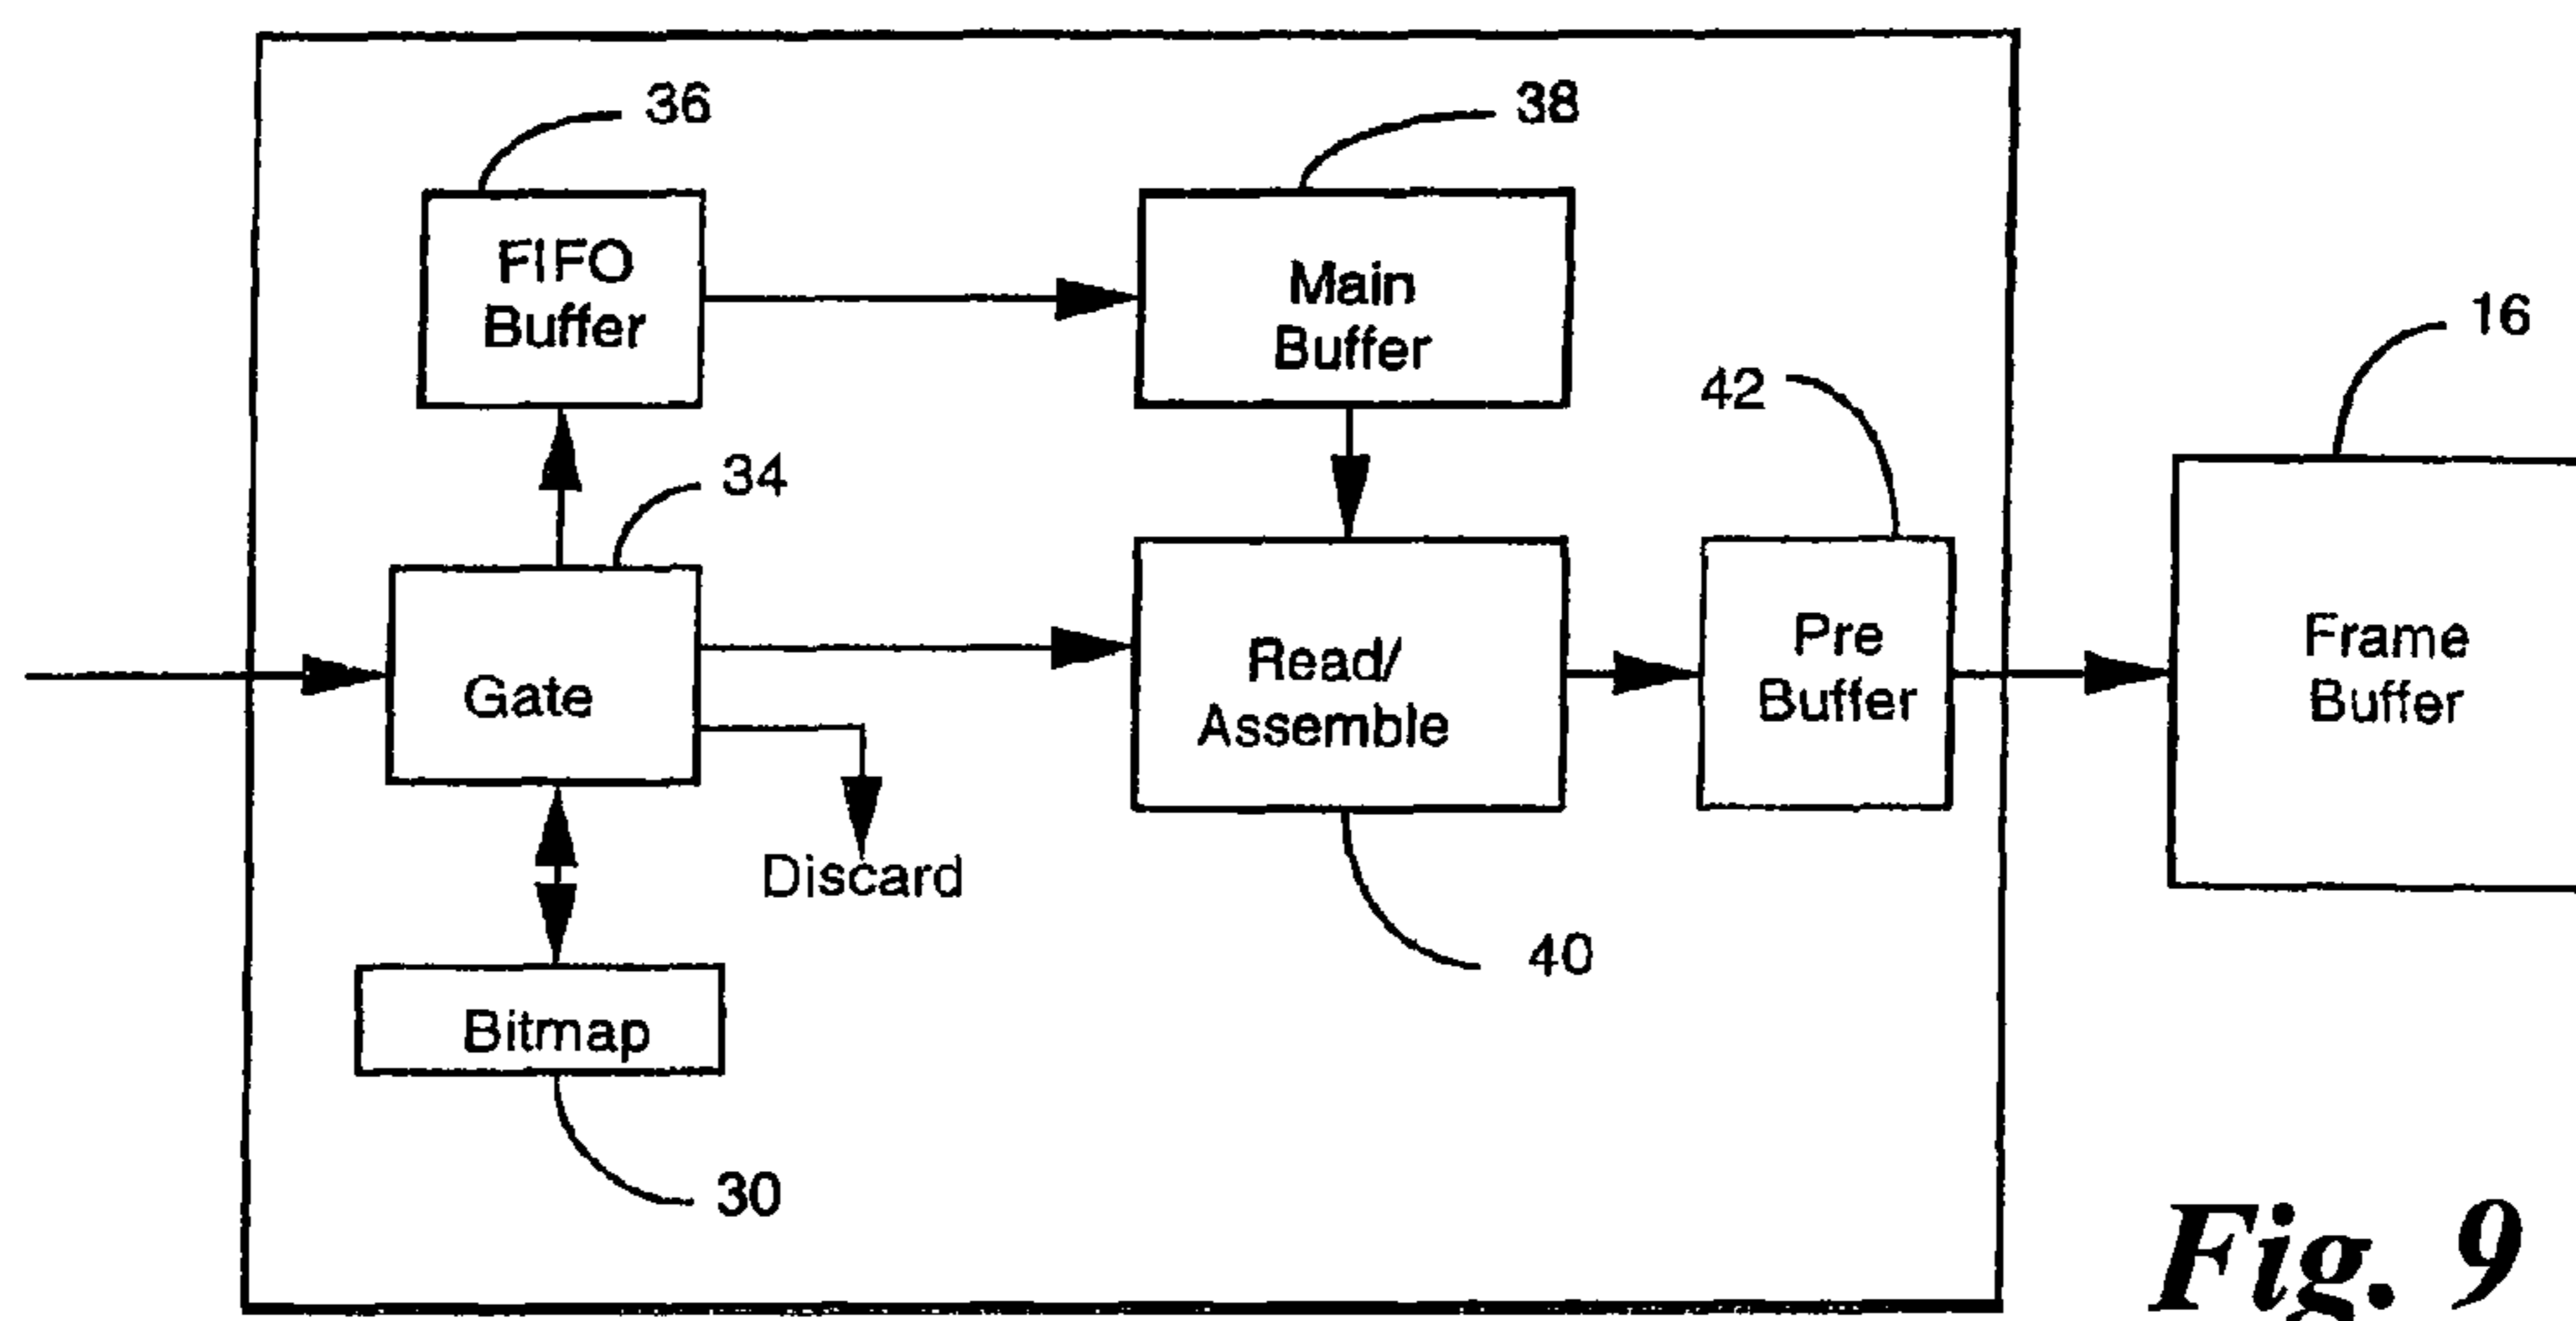 36
38
FIFO
Buffer
Main
Buffer
16
42
34
Gate
Read/
Assemble
Pre
Buffer
Frame
Buffer
Discard
40
Bitmap
30
Fig. 9